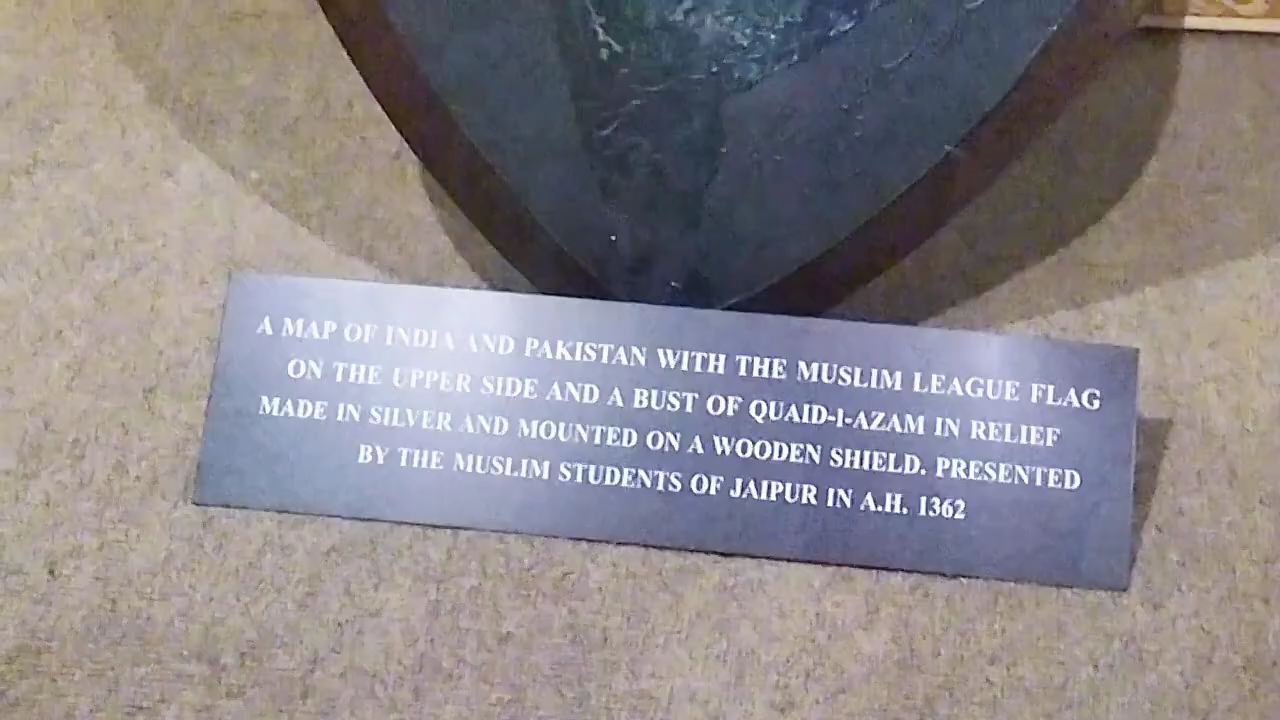 A MAP OF INDIA AND PAKISTAN WITH THE MUSLIM LEAGUE FLAG
ON THE UPPER SIDE AND A BUST OF QUAID-I-AZAM IN RELIEF
MADE IN SILVER AND MOUNTED ON A WOODEN SHIELD. PRESENTED
BY THE MUSLIM STUDENTS OF JAIPUR IN A.H. 1362